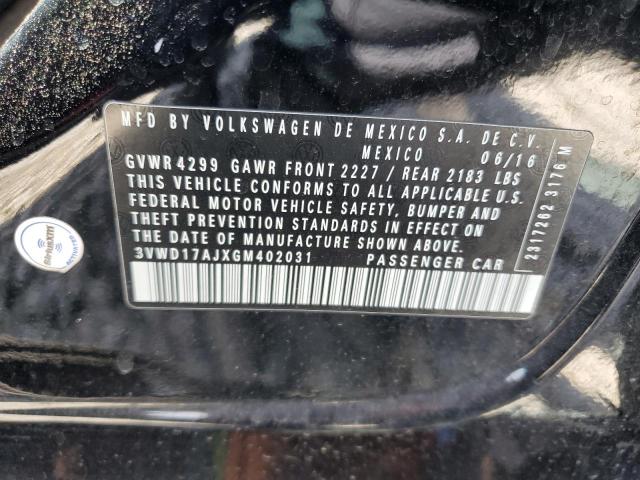 MFD BY VOLKSWAGEN DE MEXICO S.A. DE C.V.
MEXICO 06/16
GVWR 4299 GAWR FRONT 2227 / REAR 2183 LBS
THIS VEHICLE CONFORMS TO ALL APPLICABLE U.S.
FEDERAL MOTOR VEHICLE SAFETY, BUMPER AND
THEFT PREVENTION STANDARDS IN EFFECT ON THE
DATE OF MANUFACTURE SHOWN ABOVE.
3VWD17AJXGM402031 PASSENGER CAR
2317262 3176 M
siriusxm
ACTIVATED